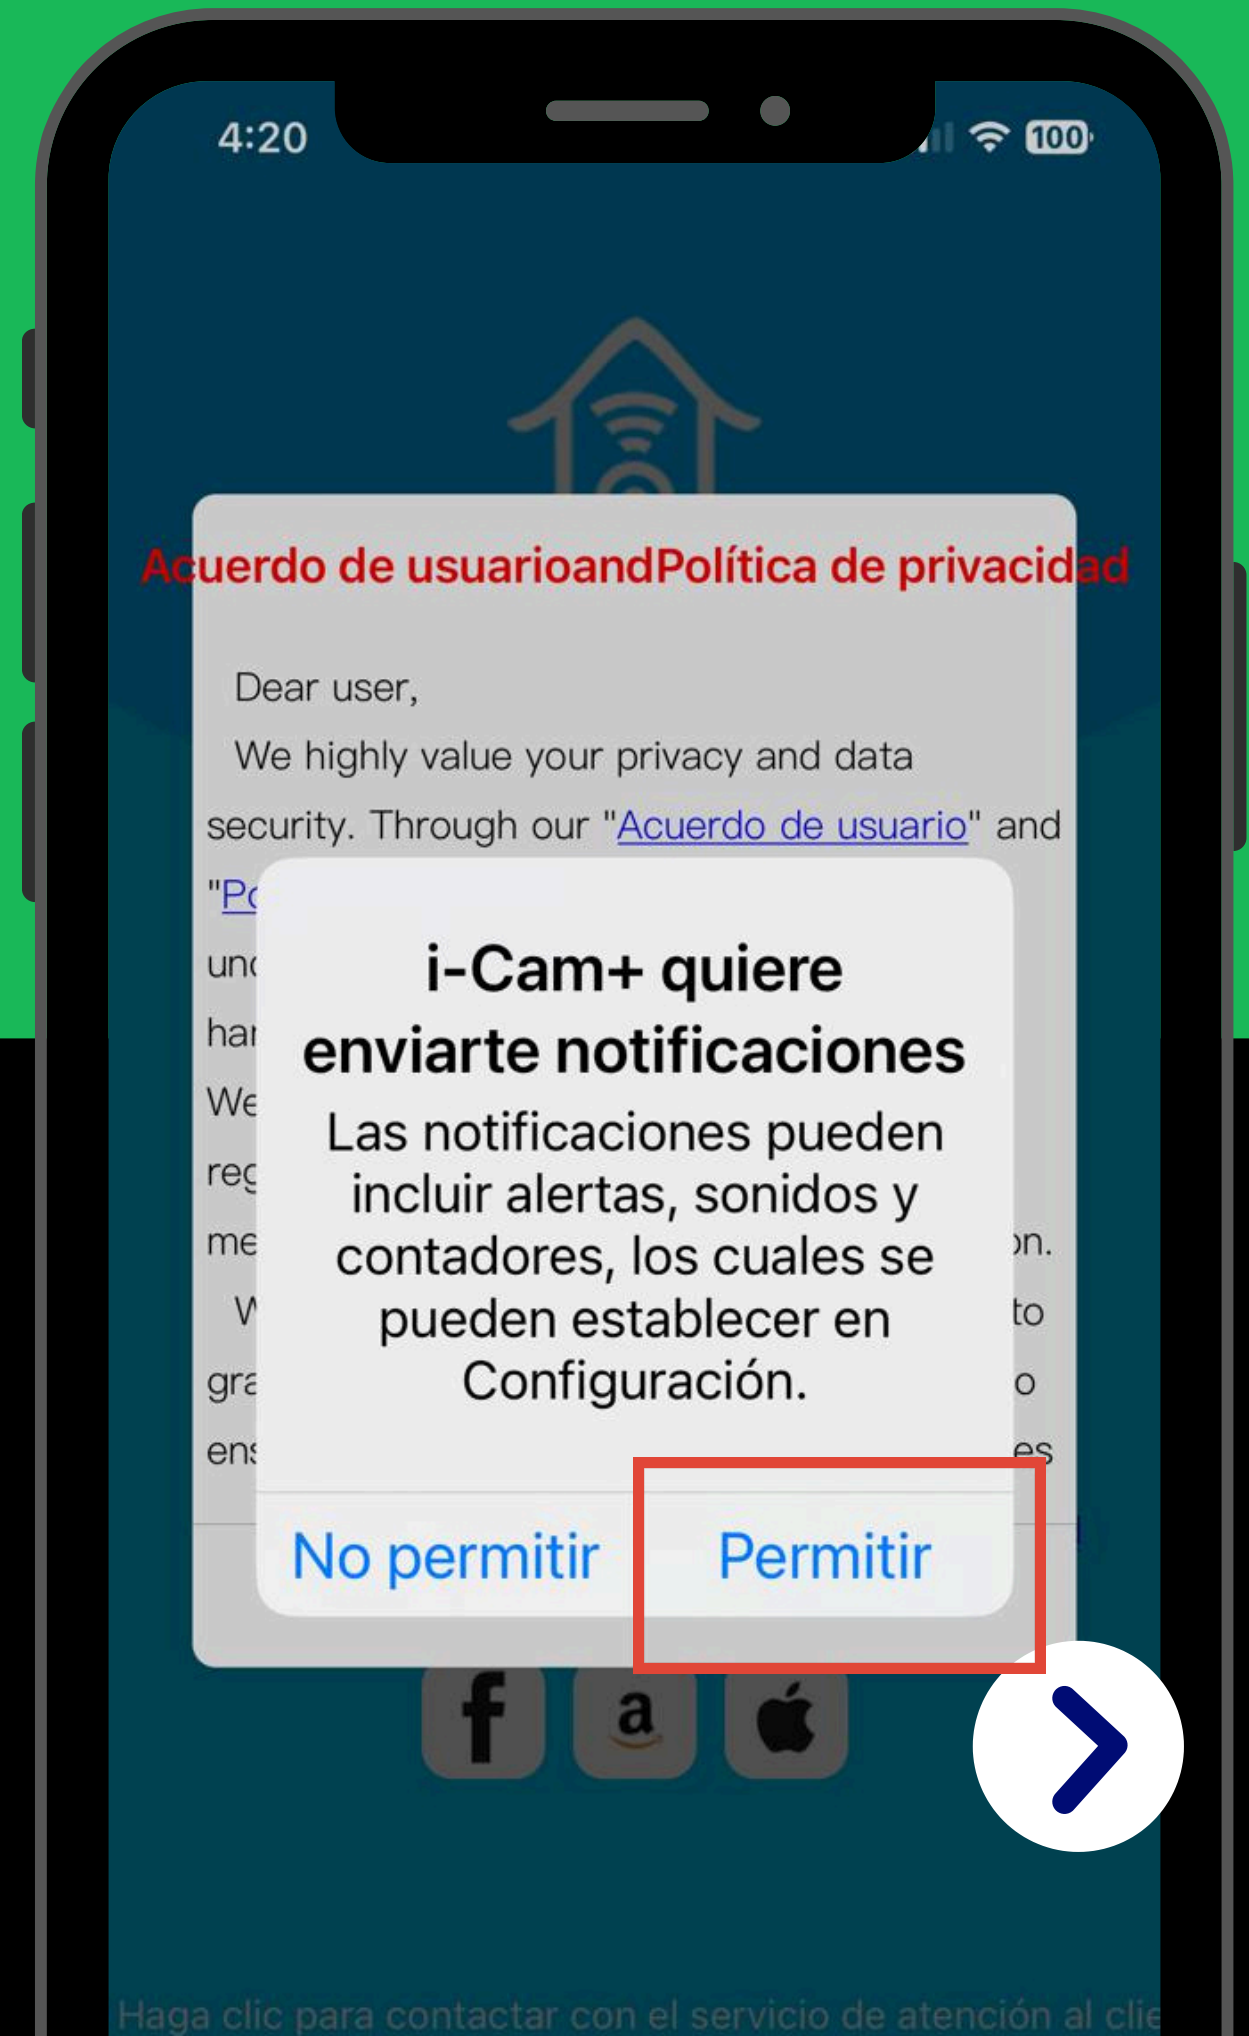 4:20
100
Acuerdo de usuarioandPolítica de privacidad
Dear user,
We highly value your privacy and data
security. Through our "Acuerdo de usuario" and
i-Cam+ quiere
enviarte notificaciones
Las notificaciones pueden
incluir alertas, sonidos y
contadores, los cuales se
pueden establecer en
Configuración.
to
No permitir
Permitir
f
a
Haga clic para contactar con el servicio de atención al